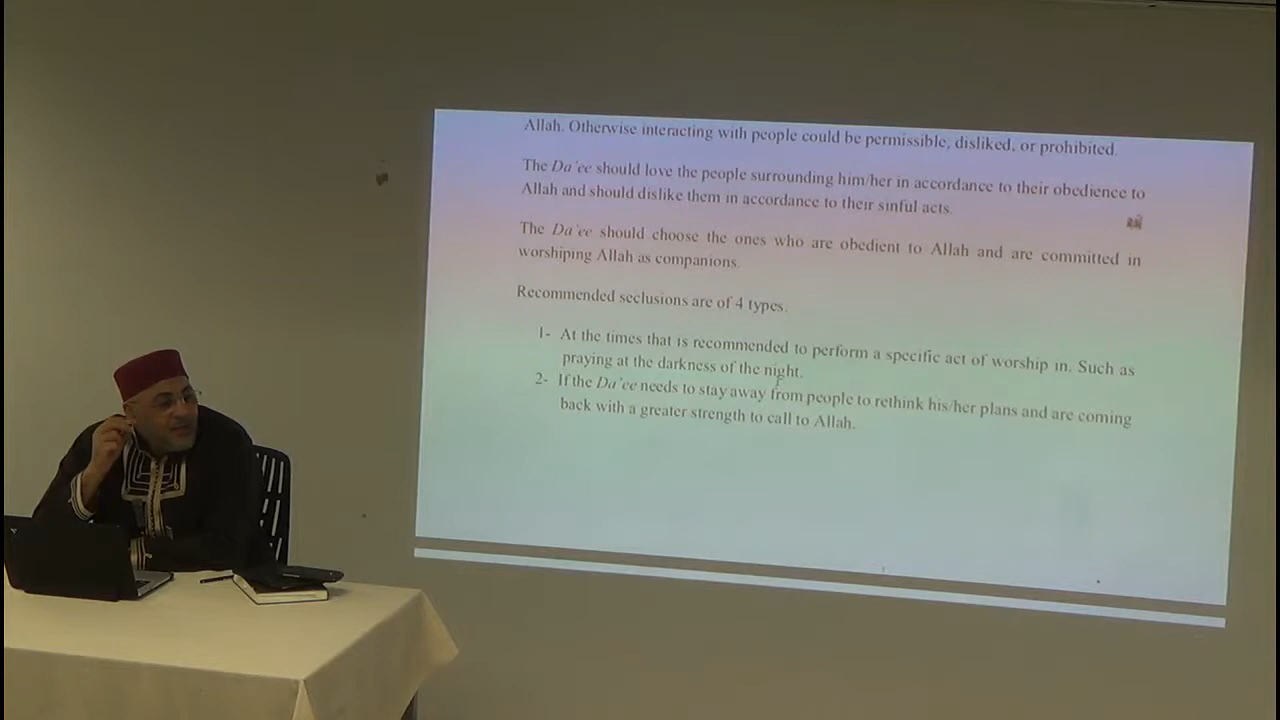 Allah. Otherwise interacting with people could be permissible, disliked, or prohibited.
The Da'ee should love the people surrounding him/her in accordance to their obedience to
Allah and should dislike them in accordance to their sinful acts.
The Da'ee should choose the ones who are obedient to Allah and are committed in
worshiping Allah as companions.
Recommended seclusions are of 4 types.
1- At the times that is recommended to perform a specific act of worship in. Such as
praying at the darkness of the night.
2- If the Da'ee needs to stay away from people to rethink his/her plans and are coming
back with a greater strength to call to Allah.